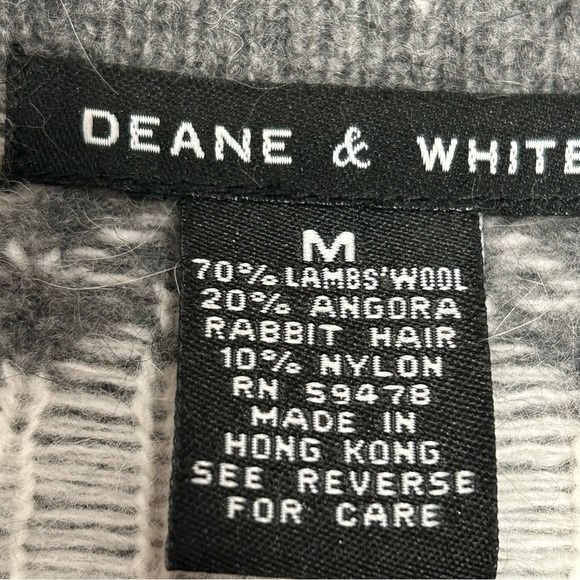 DEANE & WHITE
M
70% LAMBS'WOOL
20% ANGORA
RABBIT HAIR
10% NYLON
RN 59478
MADE IN
HONG KONG
SEE REVERSE
FOR CARE